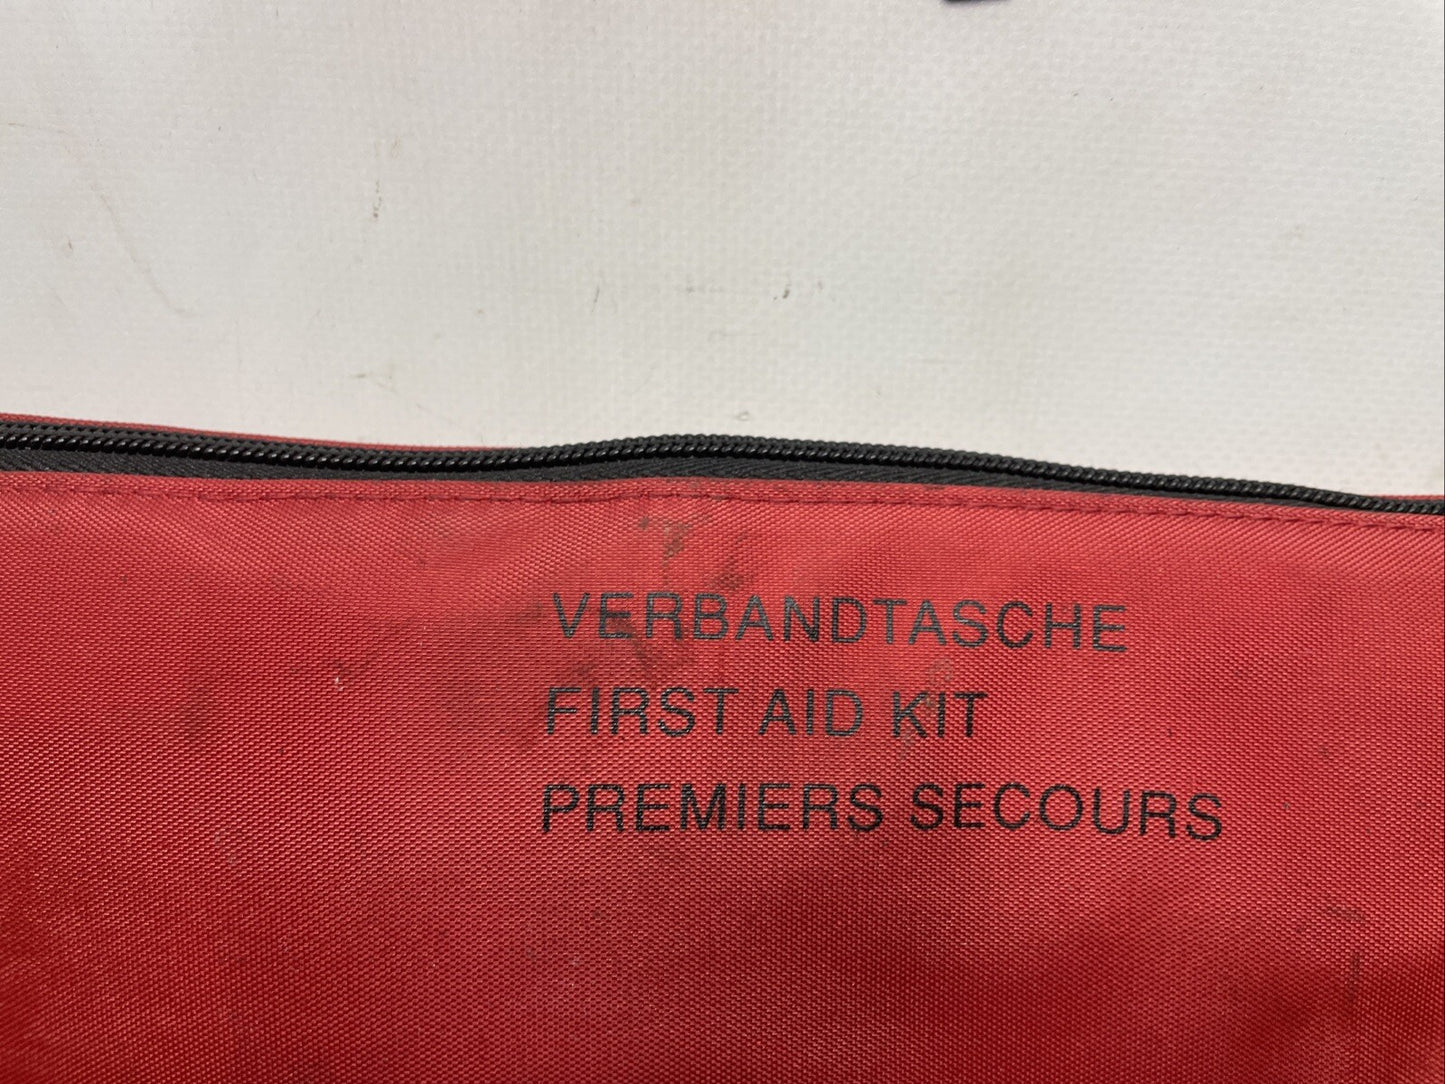 VERBANDTASCHE
FIRST AID KIT
PREMIERS SECOURS